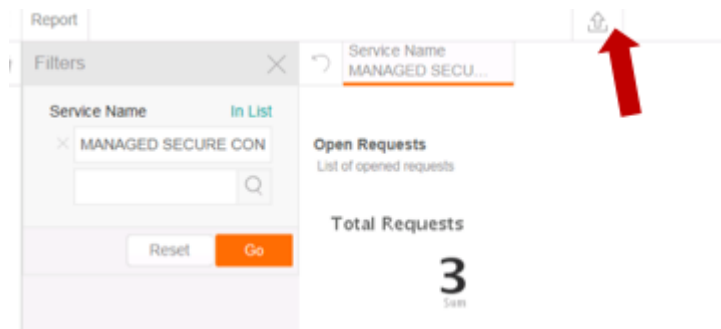 Report
Filters
Service Name
MANAGED SECU...
Service Name In List
MANAGED SECURE CON
Reset Go
Open Requests
List of opened requests
Total Requests
3
Sum